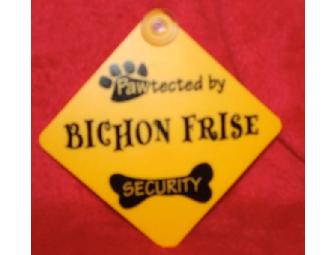 Pawtected by
BICHON FRISE
SECURITY